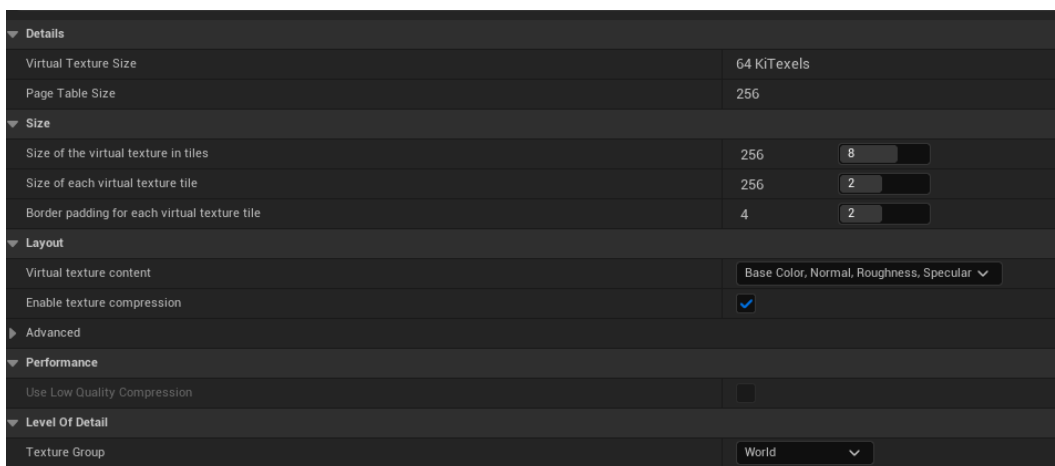 Details
Virtual Texture Size 64 KiTexels
Page Table Size 256
Size
Size of the virtual texture in tiles 256 8
Size of each virtual texture tile 256 2
Border padding for each virtual texture tile 4 2
Layout
Virtual texture content Base Color, Normal, Roughness, Specular
Enable texture compression
Advanced
Performance
Use Low Quality Compression
Level Of Detail
Texture Group World